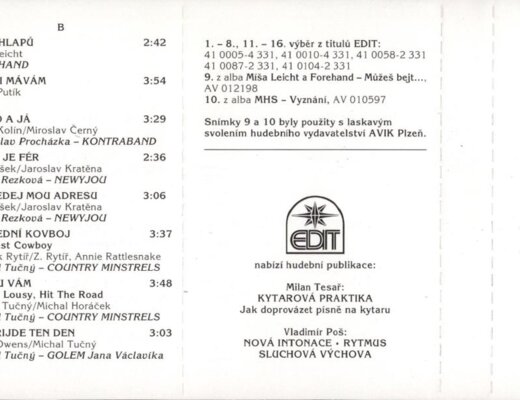 B
HLAPŮ 2:42
eicht
HAND
I MÁVÁM 3:54
Putík
O A JÁ 3:29
Kolín/Miroslav Černý
lav Procházka – KONTRABAND
JE FÉR 2:36
šek/Jaroslav Kratěna
Rezková – NEWYJOU
EDEJ MOU ADRESU 3:06
šek/Jaroslav Kratěna
Rezková – NEWYJOU
EDNÍ KOVBOJ 3:37
st Cowboy
k Rytíř/Z. Rytíř, Annie Rattlesnake
l Tučný – COUNTRY MINSTRELS
U VÁM 3:48
Lousy, Hit The Road
Tučný/Michal Horáček
l Tučný – COUNTRY MINSTRELS
RIJDE TEN DEN 3:03
Owens/Michal Tučný
l Tučný – GOLEM Jana Václavíka
1. – 8., 11. – 16. výběr z titulů EDIT:
41 0005-4 331, 41 0010-4 331, 41 0058-2 331
41 0087-2 331, 41 0104-2 331
9. z alba Míša Leicht a Forehand – Můžeš bejt...,
AV 012198
10. z alba MHS – Vyznání, AV 010597
Snímky 9 a 10 byly použity s laskavým
svolením hudebního vydavatelství AVIK Plzeň.
EDIT
nabízí hudební publikace:
Milan Tesař:
KYTAROVÁ PRAKTIKA
Jak doprovázet písně na kytaru
Vladimír Poš:
NOVÁ INTONACE • RYTMUS
SLUCHOVÁ VÝCHOVA